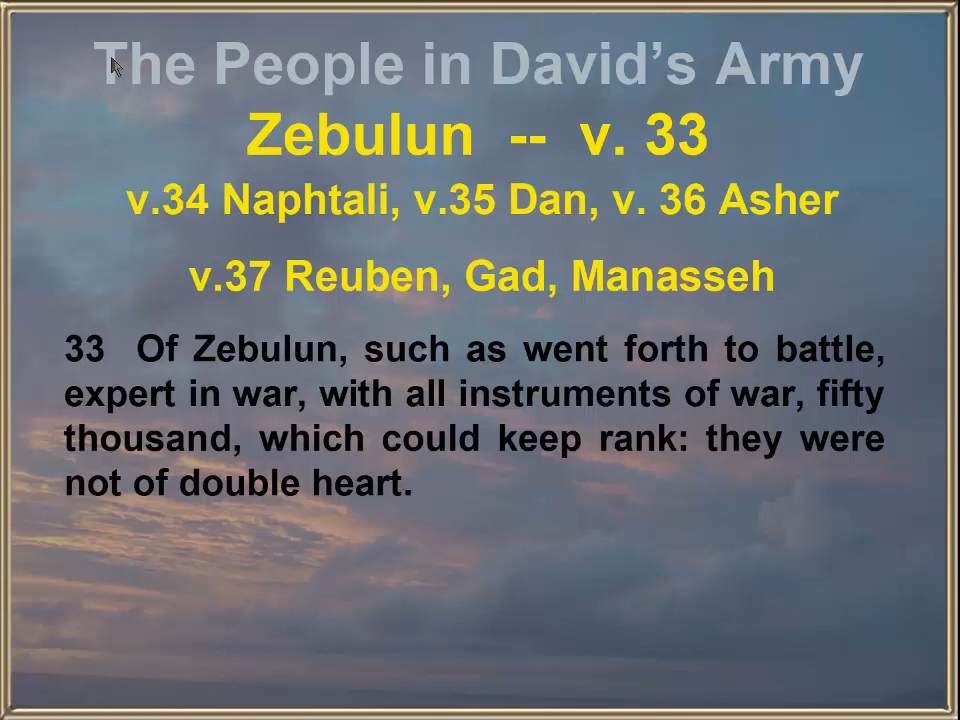 The People in David’s Army
Zebulun -- v. 33
v.34 Naphtali, v.35 Dan, v. 36 Asher
v.37 Reuben, Gad, Manasseh
33 Of Zebulun, such as went forth to battle,
expert in war, with all instruments of war, fifty
thousand, which could keep rank: they were
not of double heart.